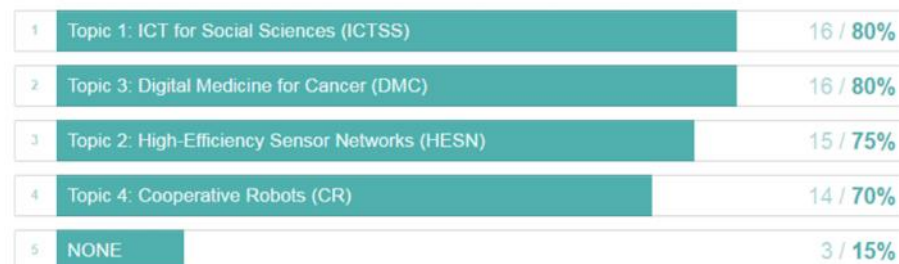 1 Topic 1: ICT for Social Sciences (ICTSS) 16 / 80%
2 Topic 3: Digital Medicine for Cancer (DMC) 16 / 80%
3 Topic 2: High-Efficiency Sensor Networks (HESN) 15 / 75%
4 Topic 4: Cooperative Robots (CR) 14 / 70%
5 NONE 3 / 15%